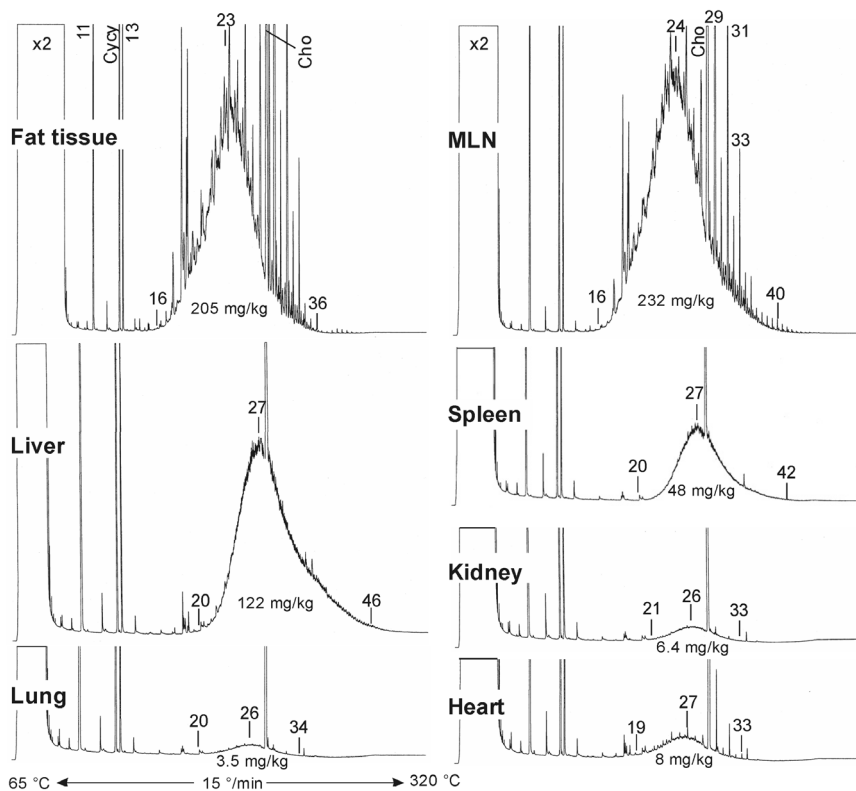 x2
11
Cycy
13
23
Cho
Fat tissue
16
205 mg/kg
36
x2
24
Cho
29
31
33
MLN
16
232 mg/kg
40
Liver
27
20
122 mg/kg
46
Spleen
27
20
48 mg/kg
42
Kidney
21
26
33
6.4 mg/kg
Lung
20
26
34
3.5 mg/kg
Heart
19
27
33
8 mg/kg
65 °C
15 °/min
320 °C